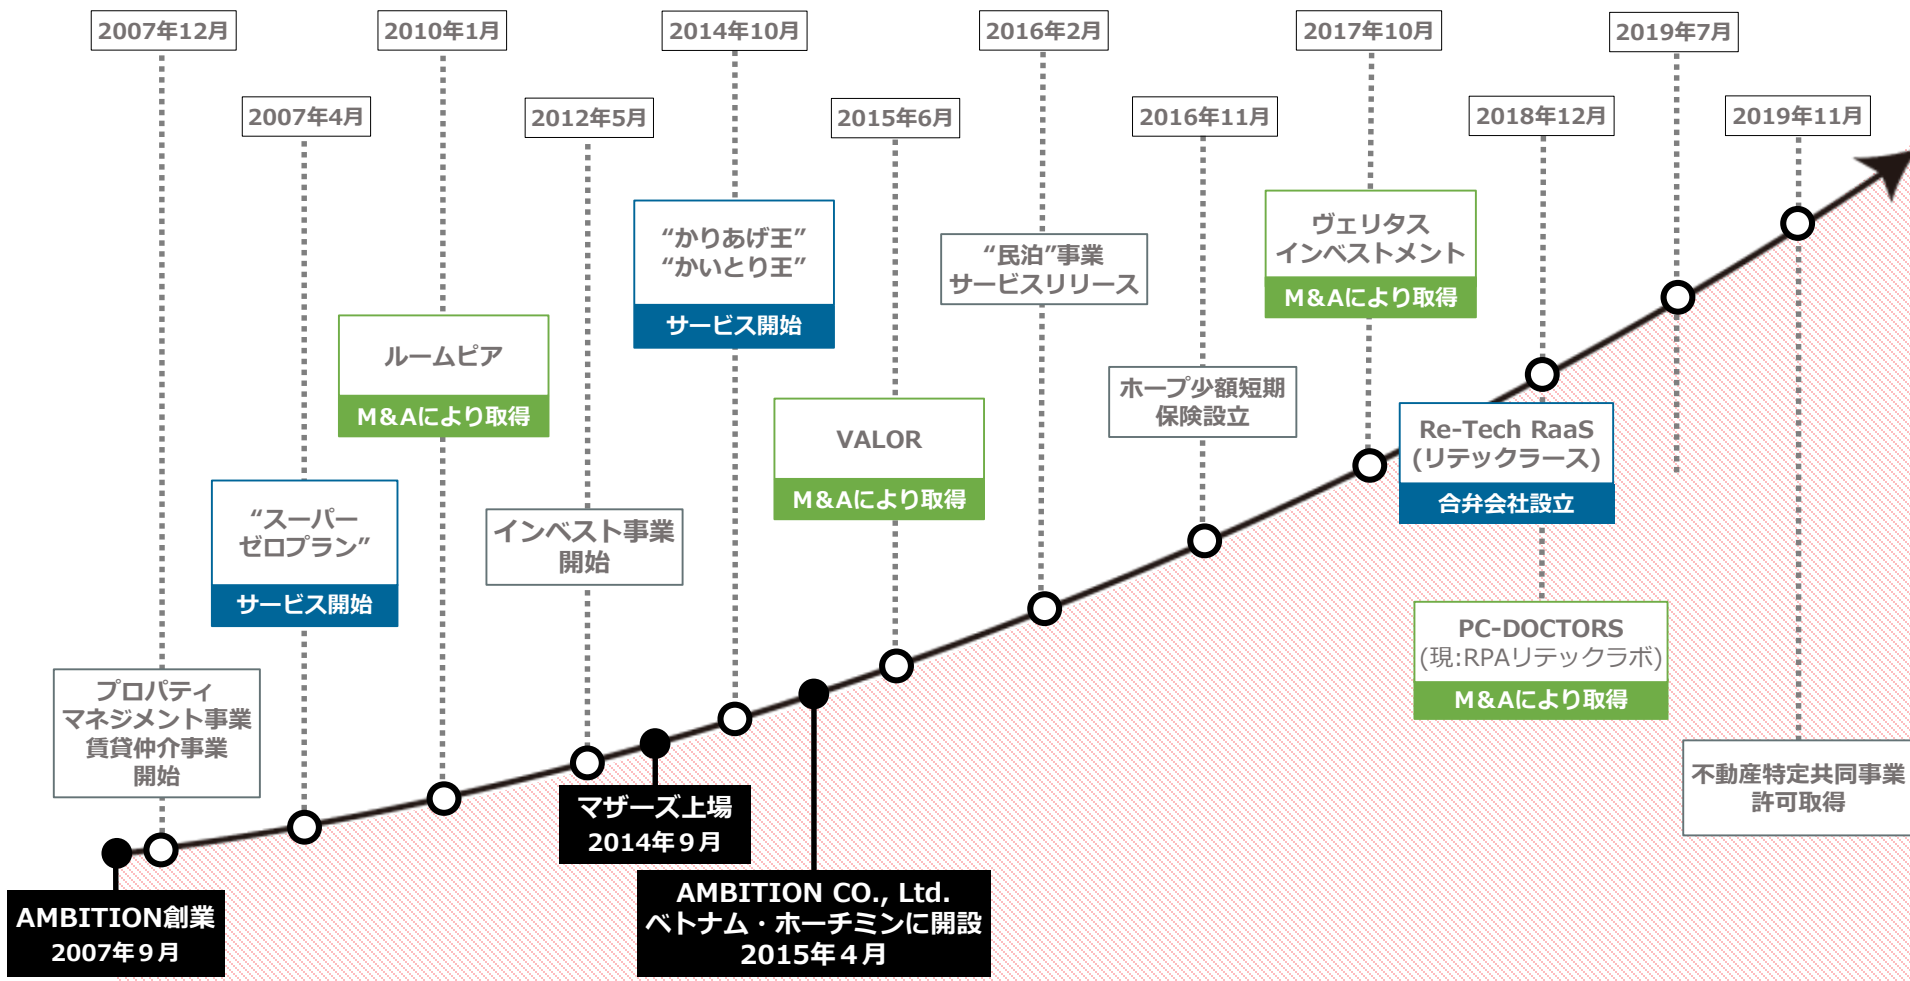 2007年12月
2010年1月
2014年10月
2016年2月
2017年10月
2019年7月
2007年4月
2012年5月
2015年6月
2016年11月
2018年12月
2019年11月
プロパティ
マネジメント事業
賃貸仲介事業
開始
“スーパー
ゼロプラン”
サービス開始
ルームピア
M&Aにより取得
インベスト事業
開始
“かりあげ王”
“かいとり王”
サービス開始
VALOR
M&Aにより取得
“民泊”事業
サービスリリース
ホープ少額短期
保険設立
ヴェリタス
インベストメント
M&Aにより取得
Re-Tech RaaS
(リテックラース)
合弁会社設立
PC-DOCTORS
(現:RPAリテックラボ)
M&Aにより取得
不動産特定共同事業
許可取得
AMBITION創業
2007年９月
マザーズ上場
2014年９月
AMBITION CO., Ltd.
ベトナム・ホーチミンに開設
2015年４月